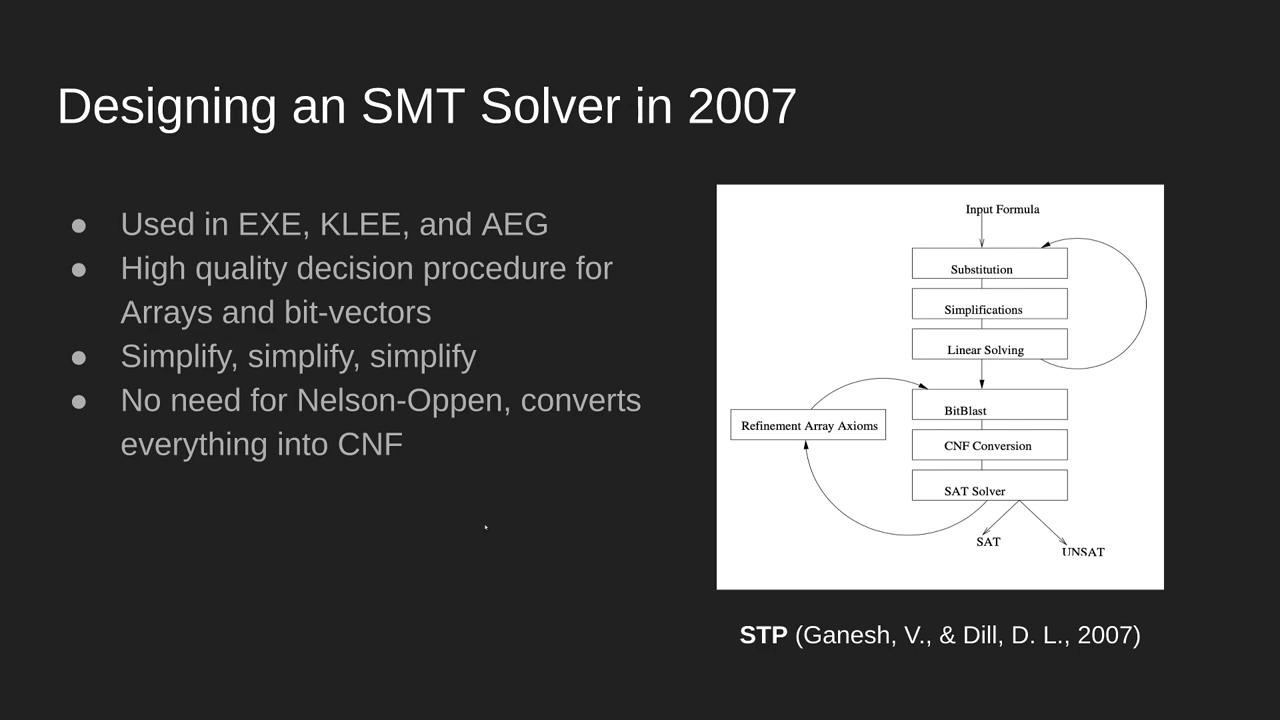 Designing an SMT Solver in 2007
● Used in EXE, KLEE, and AEG
● High quality decision procedure for
Arrays and bit-vectors
● Simplify, simplify, simplify
● No need for Nelson-Oppen, converts
everything into CNF
Input Formula
Substitution
Simplifications
Linear Solving
BitBlast
Refinement Array Axioms
CNF Conversion
SAT Solver
SAT
UNSAT
STP (Ganesh, V., & Dill, D. L., 2007)